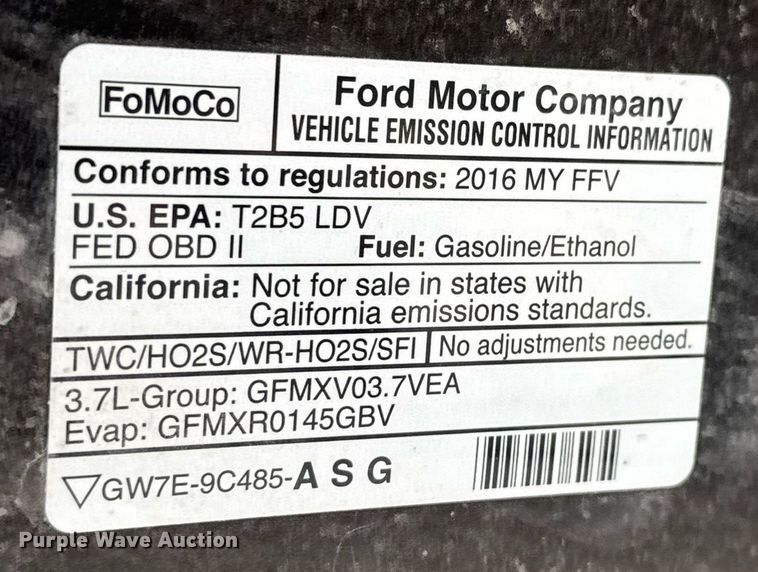 FoMoCo
Ford Motor Company
VEHICLE EMISSION CONTROL INFORMATION
Conforms to regulations: 2016 MY FFV
U.S. EPA: T2B5 LDV
FED OBD II Fuel: Gasoline/Ethanol
California: Not for sale in states with
California emissions standards.
TWC/HO2S/WR-HO2S/SFI No adjustments needed.
3.7L-Group: GFMXV03.7VEA
Evap: GFMXR0145GBV
▽GW7E-9C485-A S G
Purple Wave Auction